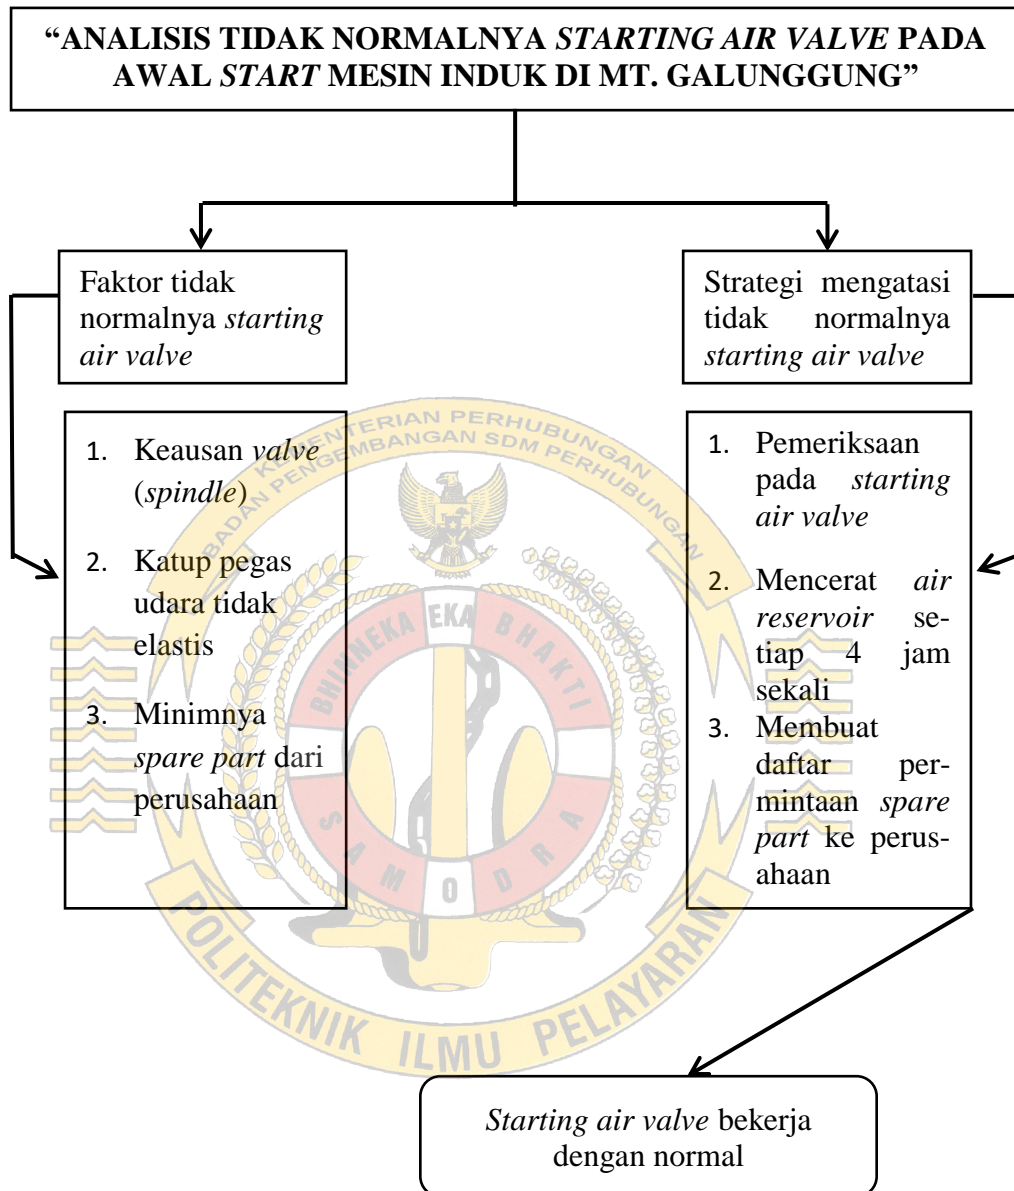 “ANALISIS TIDAK NORMALNYA STARTING AIR VALVE PADA
AWAL START MESIN INDUK DI MT. GALUNGGUNG”
Faktor tidak
normalnya starting
air valve
Strategi mengatasi
tidak normalnya
starting air valve
1. Keausan valve
(spindle)
2. Katup pegas
udara tidak
elastis
3. Minimnya
spare part dari
perusahaan
1. Pemeriksaan
pada starting
air valve
2. Mencerat air
reservoir se-
tiap 4 jam
sekali
3. Membuat
daftar per-
mintaan spare
part ke perus-
ahaan
KEMENTERIAN PERHUBUNGAN
BADAN PENGEMBANGAN SDM PERHUBUNGAN
BHINNEKA EKA BHAKTI
SAMODRA
POLITEKNIK ILMU PELAYARAN
Starting air valve bekerja
dengan normal